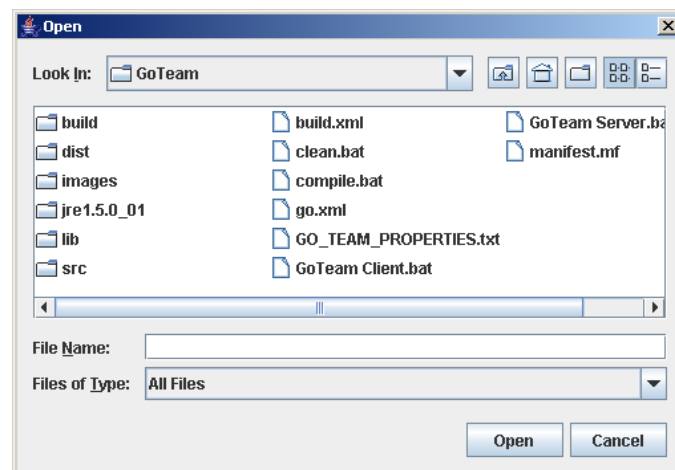 Open
Look In: GoTeam
build
dist
images
jre1.5.0_01
lib
src
build.xml
clean.bat
compile.bat
go.xml
GO_TEAM_PROPERTIES.txt
GoTeam Client.bat
GoTeam Server.ba
manifest.mf
File Name:
Files of Type: All Files
Open Cancel